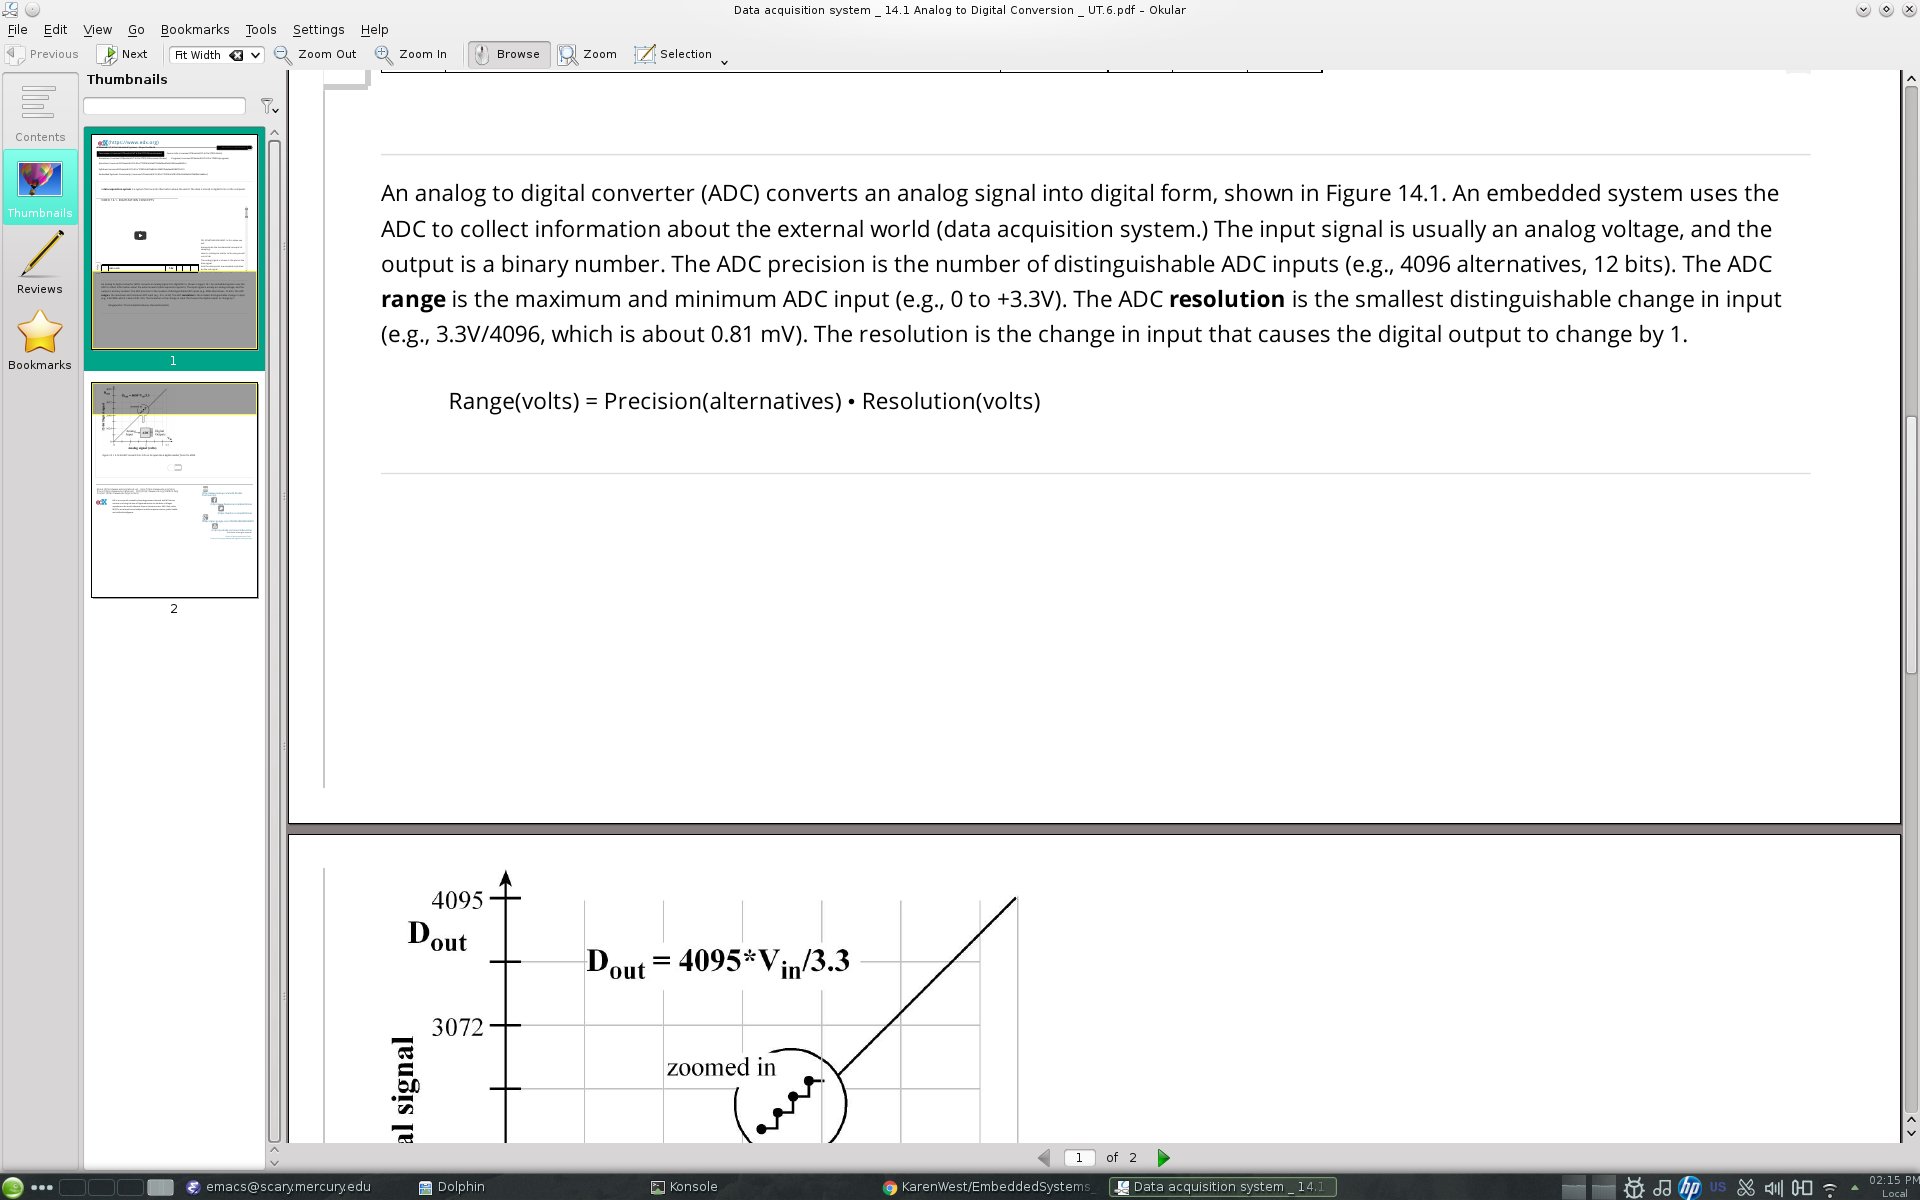 Data acquisition system _ 14.1 Analog to Digital Conversion _ UT.6.pdf – Okular
File Edit View Go Bookmarks Tools Settings Help
Previous Next Fit Width Zoom Out Zoom In Browse Zoom Selection
Thumbnails
Contents
Thumbnails
Reviews
Bookmarks
1
2
An analog to digital converter (ADC) converts an analog signal into digital form, shown in Figure 14.1. An embedded system uses the
ADC to collect information about the external world (data acquisition system.) The input signal is usually an analog voltage, and the
output is a binary number. The ADC precision is the number of distinguishable ADC inputs (e.g., 4096 alternatives, 12 bits). The ADC
range is the maximum and minimum ADC input (e.g., 0 to +3.3V). The ADC resolution is the smallest distinguishable change in input
(e.g., 3.3V/4096, which is about 0.81 mV). The resolution is the change in input that causes the digital output to change by 1.
Range(volts) = Precision(alternatives) • Resolution(volts)
4095
Dout
Dout = 4095*Vin/3.3
3072
zoomed in
al signal
1 of 2
emacs@scary.mercury.edu Dolphin Konsole KarenWest/EmbeddedSystems Data acquisition system _ 14.1 hp US 02:15 PM
Local